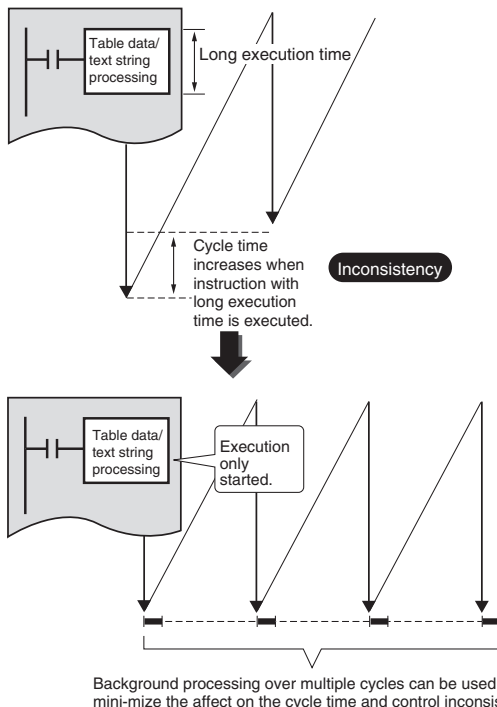 Table data/
text string
processing
Long execution time
Cycle time
increases when
instruction with
long execution
time is executed.
Inconsistency
Table data/
text string
processing
Execution
only
started.
Background processing over multiple cycles can be used
mini-mize the affect on the cycle time and control